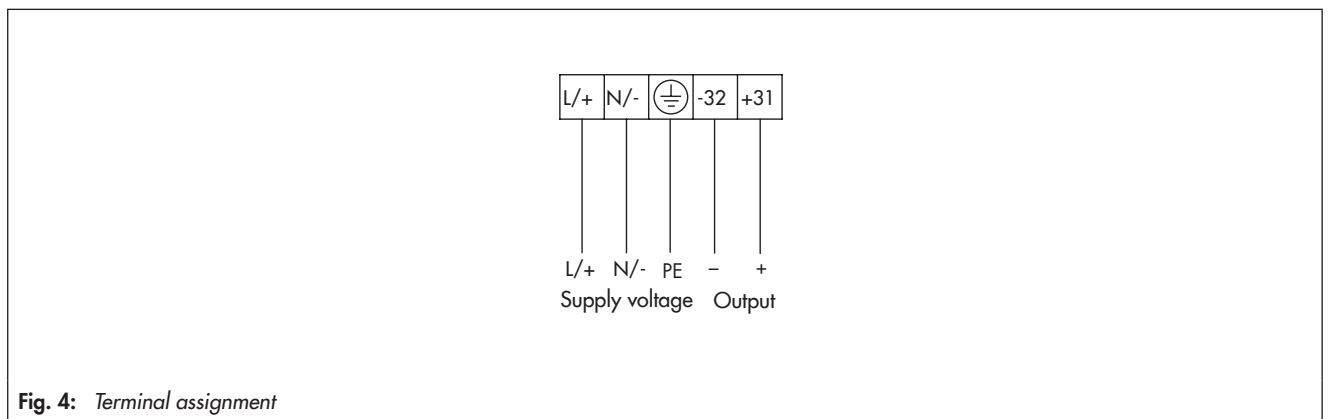 L/+ N/- -32 +31
L/+ N/- PE – +
Supply voltage Output
Fig. 4: Terminal assignment